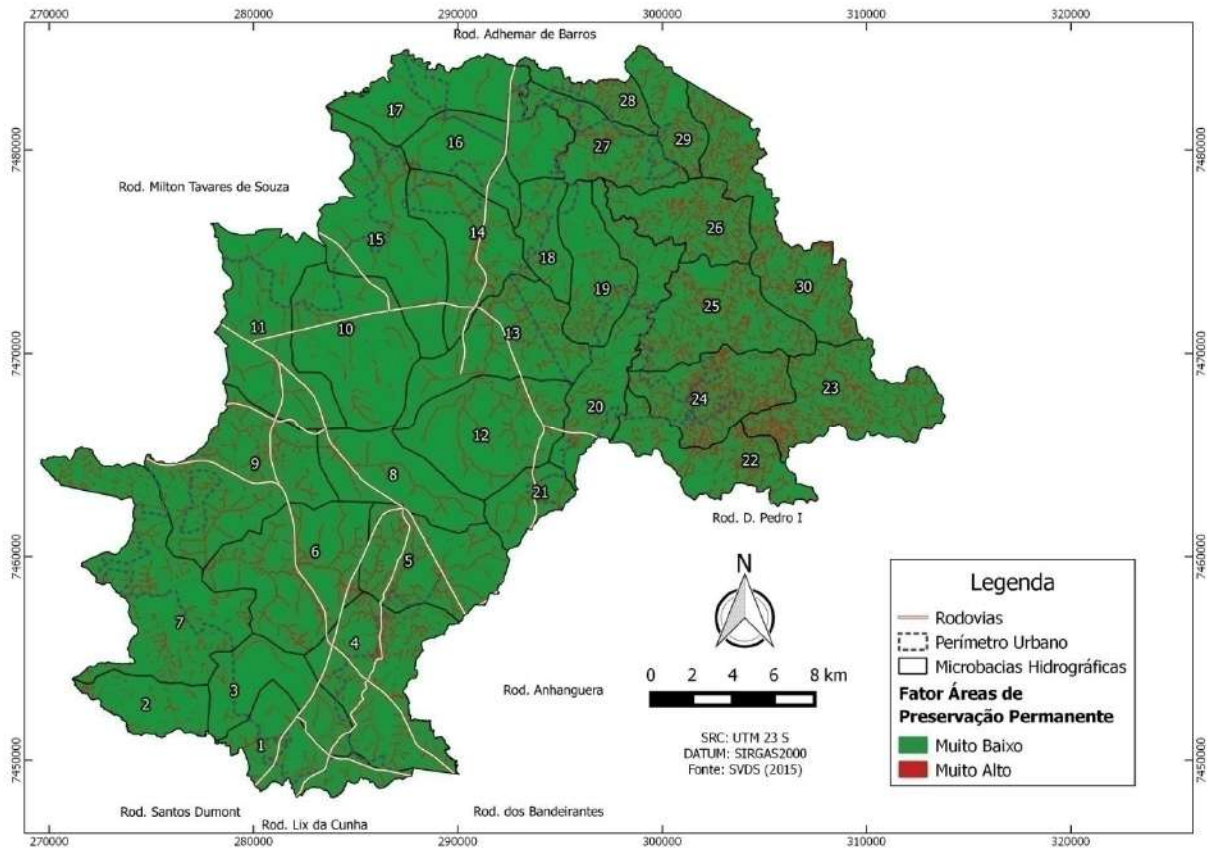 270000 280000 290000 300000 310000 320000
Rod. Adhemar de Barros
7480000
7480000
Rod. Milton Tavares de Souza
7470000
7470000
7460000
7460000
7450000
7450000
17
16
28
27
29
15
14
18
26
19
25
30
11
10
13
24
23
20
12
22
9
8
21
6
5
7
4
3
2
1
Rod. D. Pedro I
Rod. Anhanguera
Rod. Santos Dumont
Rod. Lix da Cunha
Rod. dos Bandeirantes
N
0 2 4 6 8 km
SRC: UTM 23 S
DATUM: SIRGAS2000
Fonte: SVDS (2015)
Legenda
Rodovias
Perímetro Urbano
Microbacias Hidrográficas
Fator Áreas de
Preservação Permanente
Muito Baixo
Muito Alto
270000 280000 290000 300000 310000 320000